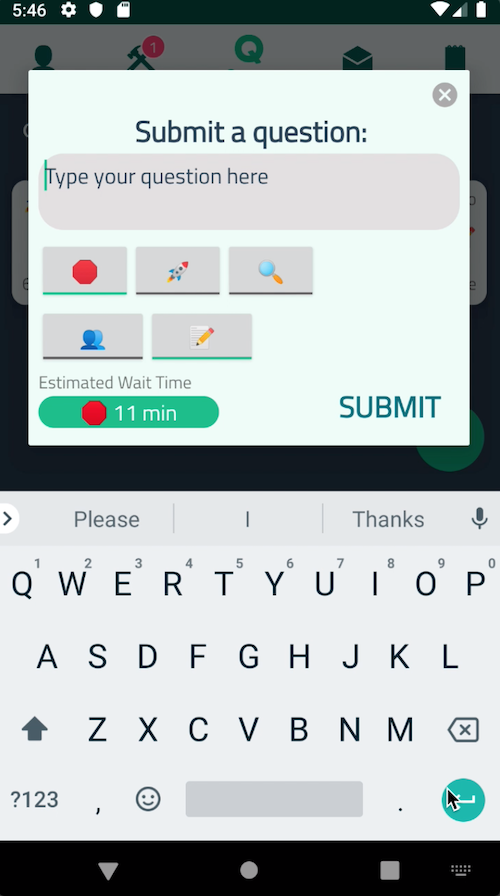 5:46
1
Q
Submit a question:
Type your question here
Estimated Wait Time
11 min
SUBMIT
Please I Thanks
1 2 3 4 5 6 7 8 9 0
Q W E R T Y U I O P
A S D F G H J K L
Z X C V B N M
?123 , .